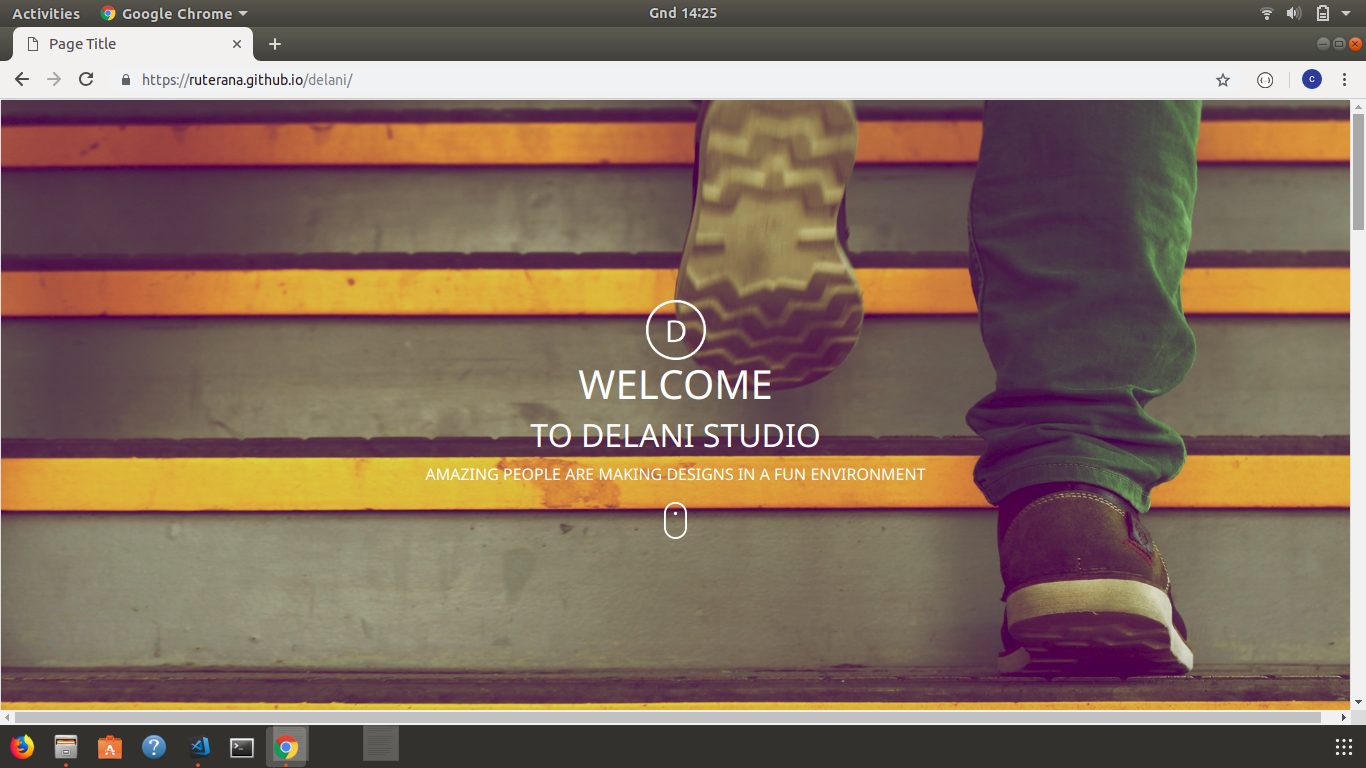 Activities
Google Chrome
Gnd 14:25
Page Title
https://ruterana.github.io/delani/
C
D
WELCOME
TO DELANI STUDIO
AMAZING PEOPLE ARE MAKING DESIGNS IN A FUN ENVIRONMENT